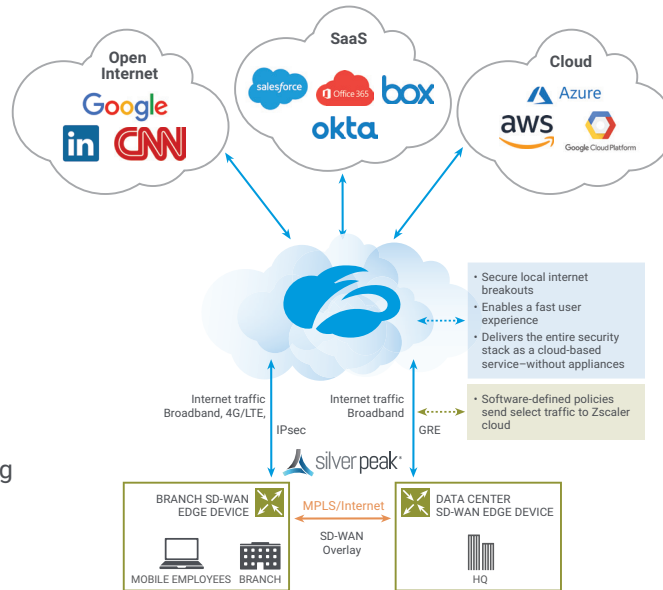 Open
Internet
Google
in
CNN
SaaS
salesforce
Office 365
box
okta
Cloud
Azure
aws
Google Cloud Platform
• Secure local internet
breakouts
• Enables a fast user
experience
• Delivers the entire security
stack as a cloud-based
service–without appliances
Internet traffic
Broadband, 4G/LTE,
IPsec
Internet traffic
Broadband
GRE
• Software-defined policies
send select traffic to Zscaler
cloud
silver peak
g
BRANCH SD-WAN
EDGE DEVICE
MOBILE EMPLOYEES
BRANCH
MPLS/Internet
SD-WAN
Overlay
DATA CENTER
SD-WAN EDGE DEVICE
HQ